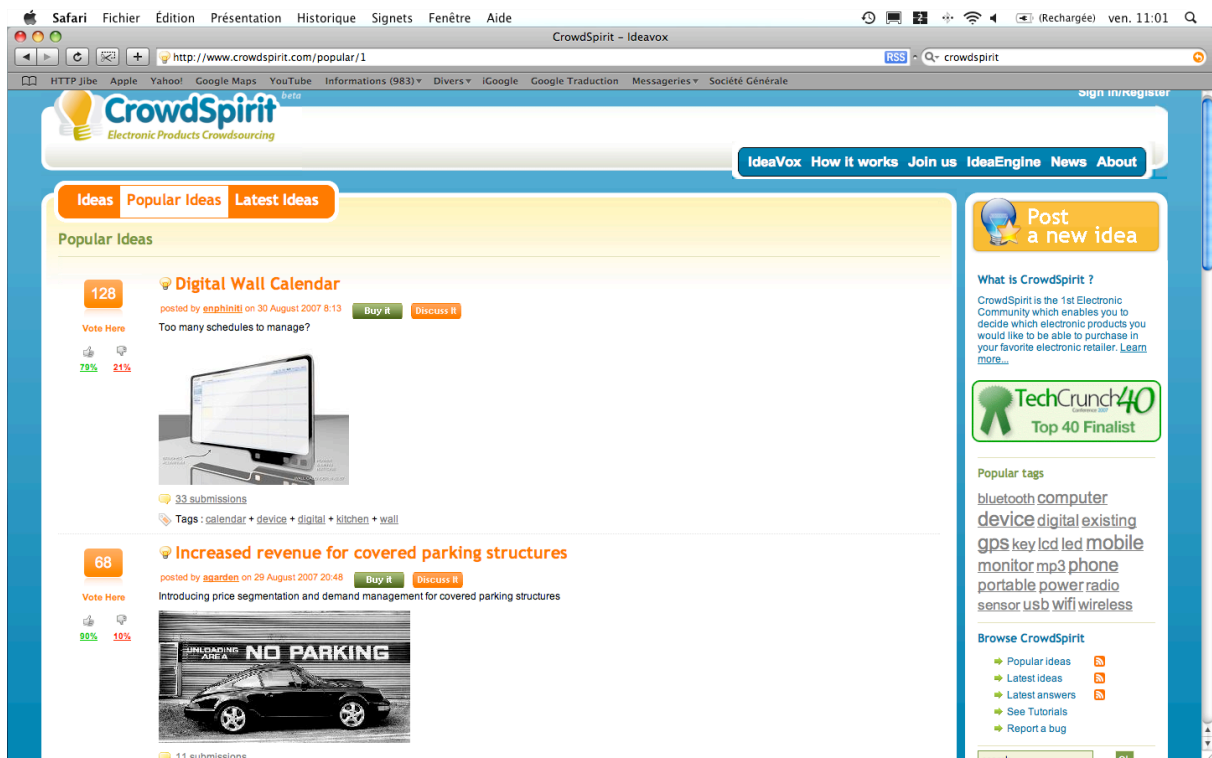 Safari Fichier Édition Présentation Historique Signets Fenêtre Aide
2 (Rechargée) ven. 11:01
CrowdSpirit – Ideavox
http://www.crowdspirit.com/popular/1 RSS crowdspirit
HTTP Jibe Apple Yahoo! Google Maps YouTube Informations (983) Divers iGoogle Google Traduction Messageries Société Générale
Sign In/Register
CrowdSpirit beta
Electronic Products Crowdsourcing
IdeaVox How it works Join us IdeaEngine News About
Ideas Popular Ideas Latest Ideas
Popular Ideas
128
Vote Here
79% 21%
Digital Wall Calendar
posted by enphiniti on 30 August 2007 8:13 Buy it Discuss It
Too many schedules to manage?
33 submissions
Tags : calendar + device + digital + kitchen + wall
68
Vote Here
90% 10%
Increased revenue for covered parking structures
posted by agarden on 29 August 2007 20:48 Buy it Discuss It
Introducing price segmentation and demand management for covered parking structures
UNLOADING
AREA
NO PARKING
11 submissions
Post
a new idea
What is CrowdSpirit ?
CrowdSpirit is the 1st Electronic
Community which enables you to
decide which electronic products you
would like to be able to purchase in
your favorite electronic retailer. Learn
more...
TechCrunch40
Conference 2007
Top 40 Finalist
Popular tags
bluetooth computer
device digital existing
gps key lcd led mobile
monitor mp3 phone
portable power radio
sensor usb wifi wireless
Browse CrowdSpirit
Popular ideas
Latest ideas
Latest answers
See Tutorials
Report a bug